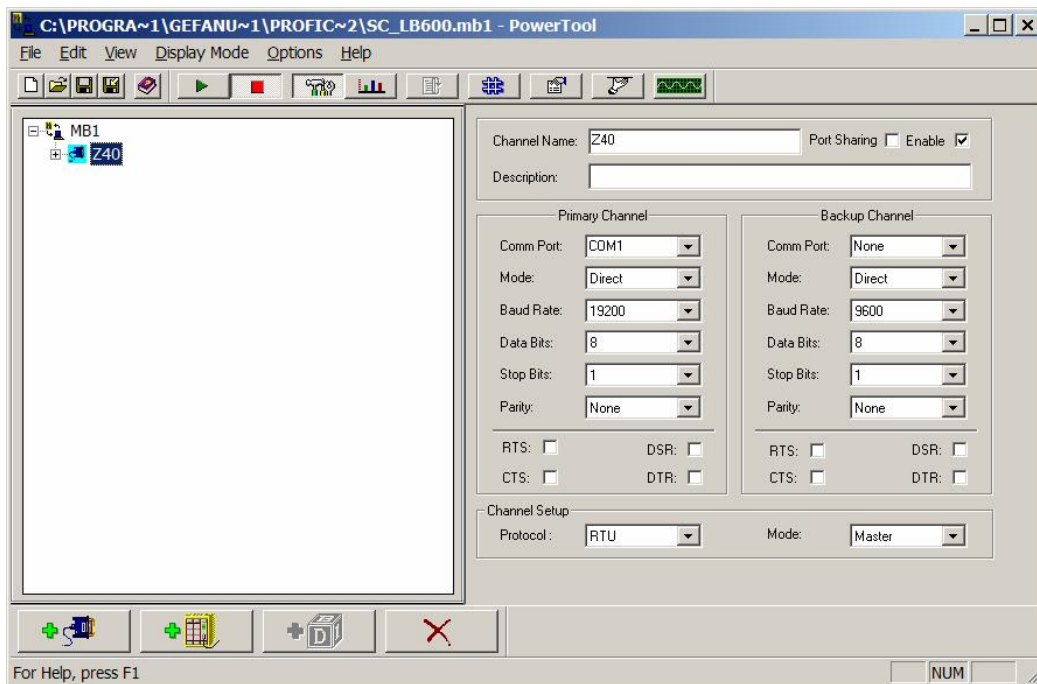 C:\PROGRA~1\GEFANU~1\PROFIC~2\SC_LB600.mb1 - PowerTool
File Edit View Display Mode Options Help
MB1
Z40
Channel Name: Z40 Port Sharing Enable
Description:
Primary Channel
Comm Port: COM1
Mode: Direct
Baud Rate: 19200
Data Bits: 8
Stop Bits: 1
Parity: None
RTS: DSR:
CTS: DTR:
Backup Channel
Comm Port: None
Mode: Direct
Baud Rate: 9600
Data Bits: 8
Stop Bits: 1
Parity: None
RTS: DSR:
CTS: DTR:
Channel Setup
Protocol : RTU Mode: Master
D
For Help, press F1 NUM